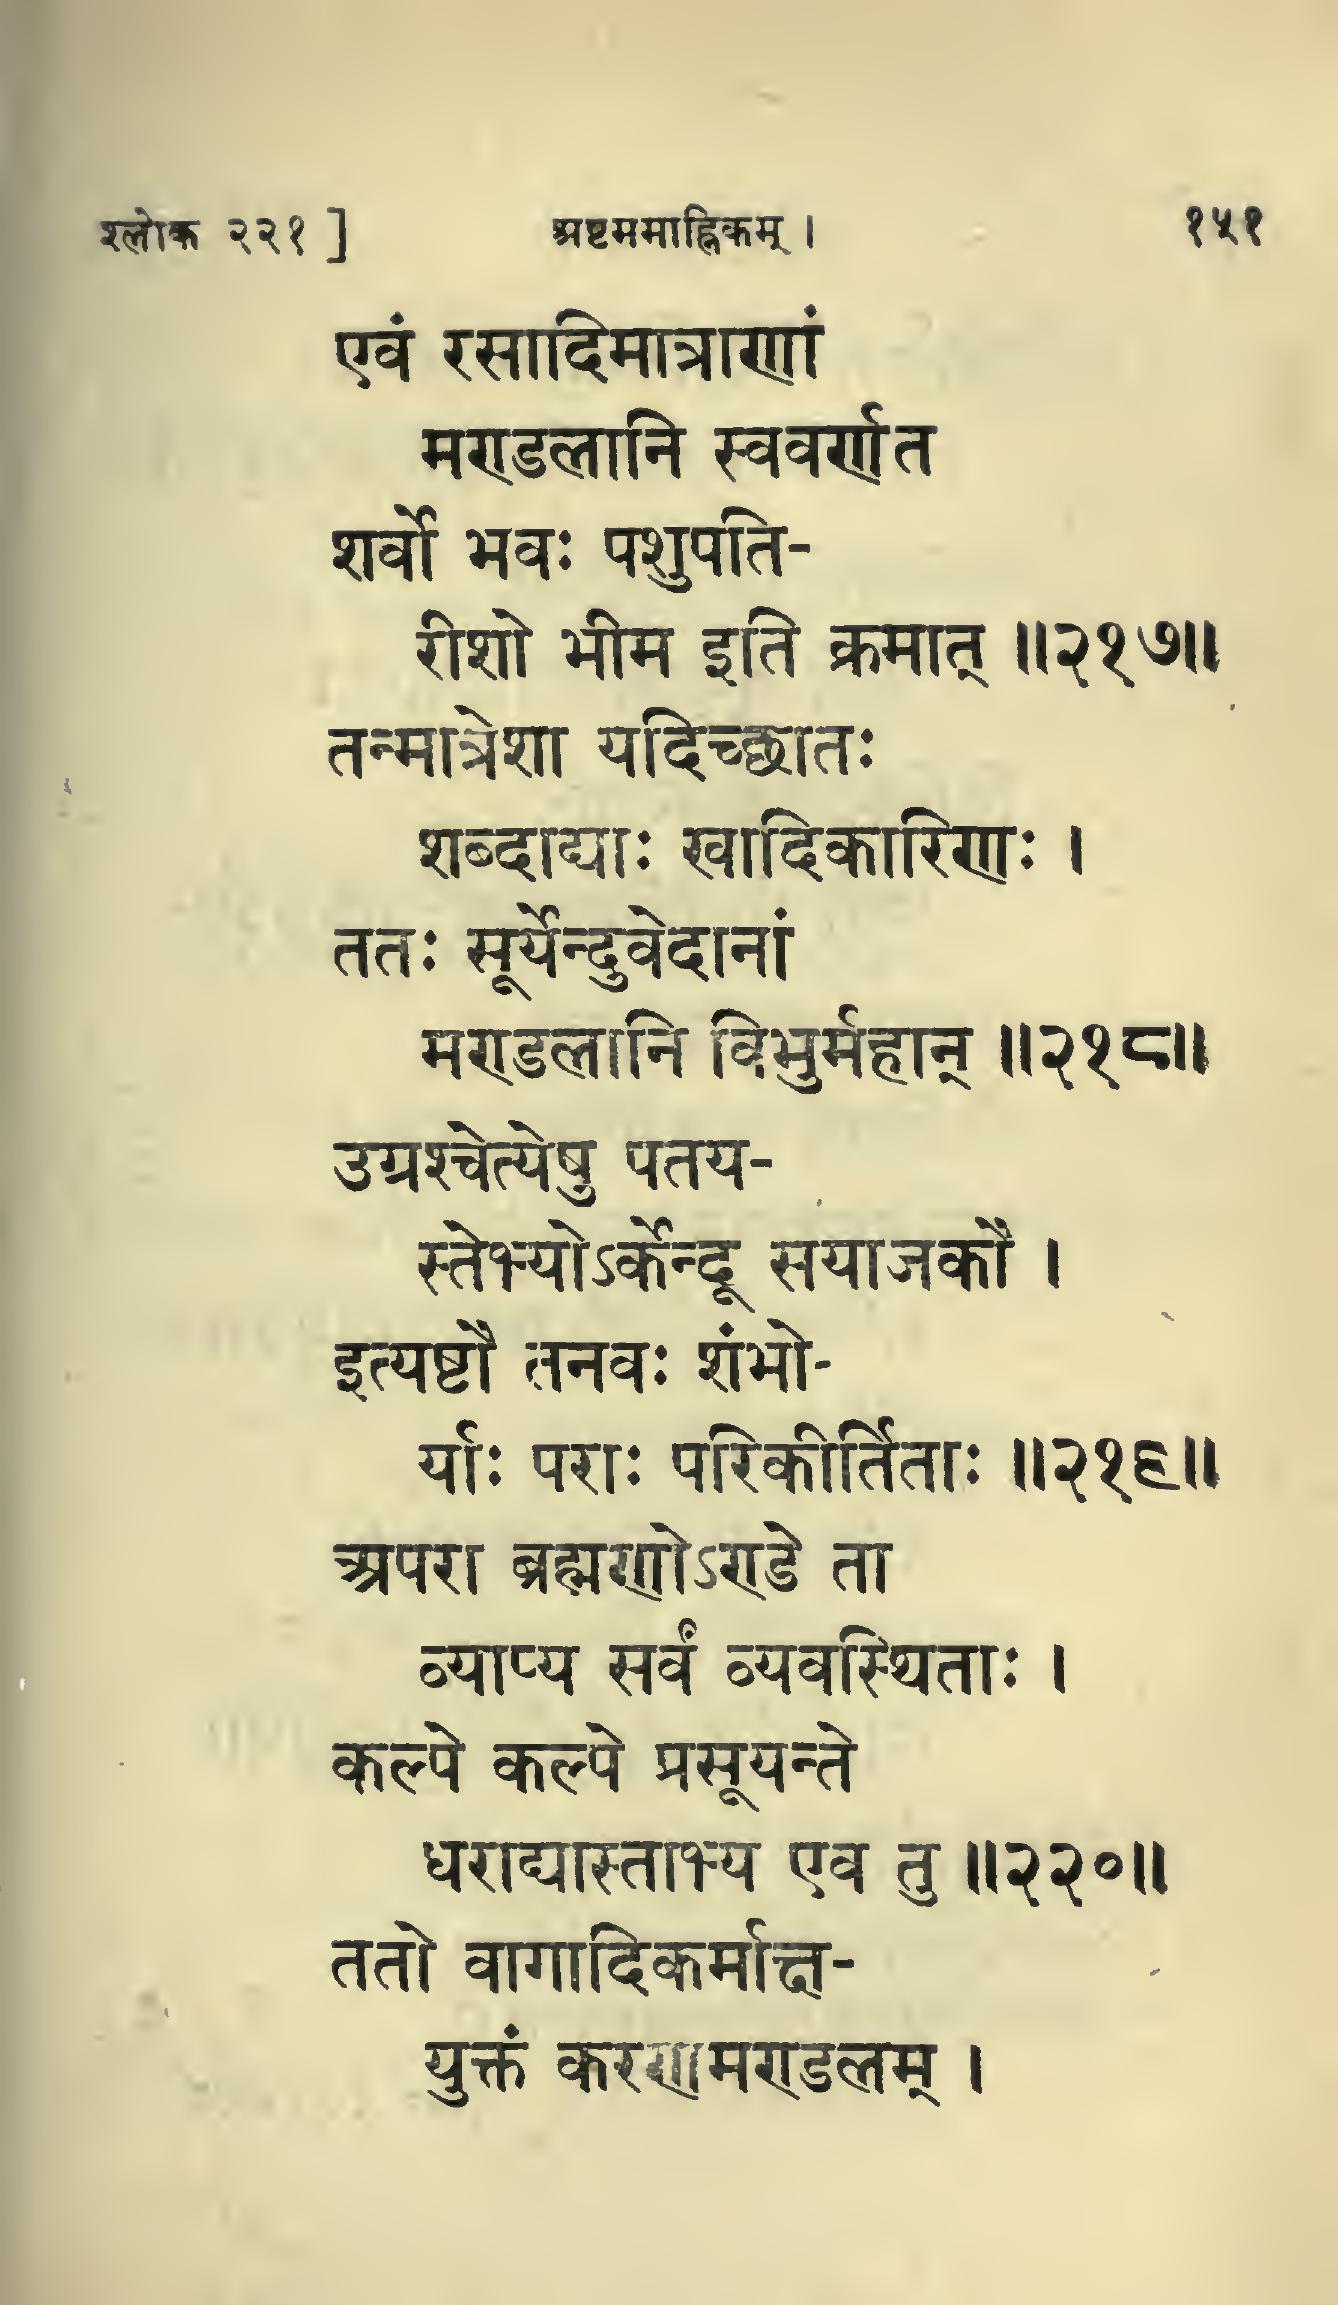 श्लोक २२१ ] अष्टममाह्निकम् । १५१
एवं रसादिमात्राणां
मण्डलानि स्ववर्णत
शर्वो भवः पशुपति-
रीशो भीम इति क्रमात् ॥२१७॥
तन्मात्रेशा यदिच्छातः
शब्दाद्याः खादिकारिणः ।
ततः सूर्येन्दुवेदानां
मण्डलानि विभुर्महान् ॥२१८॥
उग्रश्चेत्येषु पतय-
स्तेभ्योऽर्केन्दू सयाजकौ ।
इत्यष्टौ तनवः शंभो-
र्याः पराः परिकीर्तिताः ॥२१९॥
अपरा ब्रह्मणोऽण्डे ता
व्याप्य सर्वं व्यवस्थिताः ।
कल्पे कल्पे प्रसूयन्ते
धराद्यास्ताभ्य एव तु ॥२२०॥
ततो वागादिकर्माक्ष-
युक्तं करणमण्डलम् ।